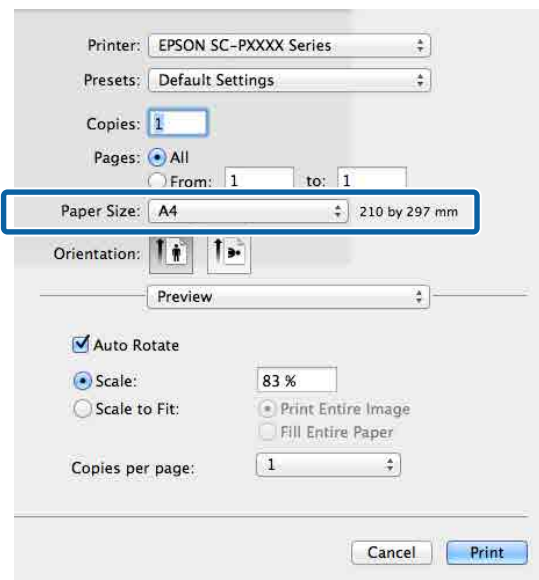 Printer: EPSON SC-PXXXX Series
Presets: Default Settings
Copies: 1
Pages: All
From: 1 to: 1
Paper Size: A4 210 by 297 mm
Orientation:
Preview
Auto Rotate
Scale: 83 %
Scale to Fit: Print Entire Image
Fill Entire Paper
Copies per page: 1
Cancel Print